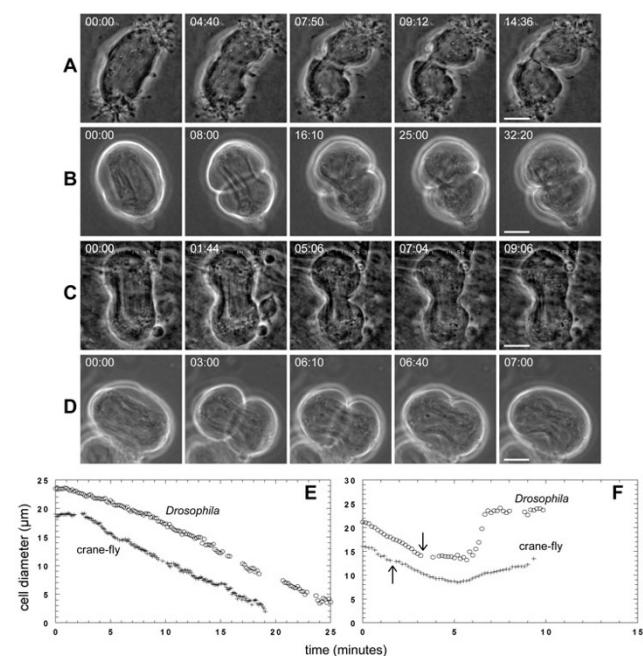 00:00 04:40 07:50 09:12 14:36
A
00:00 08:00 16:10 25:00 32:20
B
00:00 01:44 05:06 07:04 09:06
C
00:00 03:00 06:10 06:40 07:00
D
25 E
20 Drosophila
15 crane-fly
10
5
0
0 5 10 15 20 25
cell diameter (µm)
30 F
25 Drosophila
20
15 crane-fly
10
5
0
0 5 10 15
time (minutes)